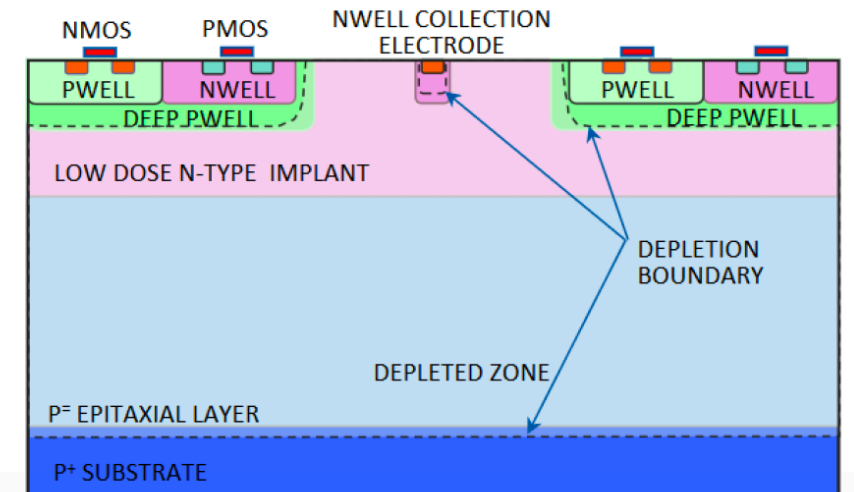 NMOS
PMOS
NWELL COLLECTION
ELECTRODE
PWELL
NWELL
PWELL
NWELL
DEEP PWELL
DEEP PWELL
LOW DOSE N-TYPE IMPLANT
DEPLETION
BOUNDARY
DEPLETED ZONE
P⁼ EPITAXIAL LAYER
P⁺ SUBSTRATE